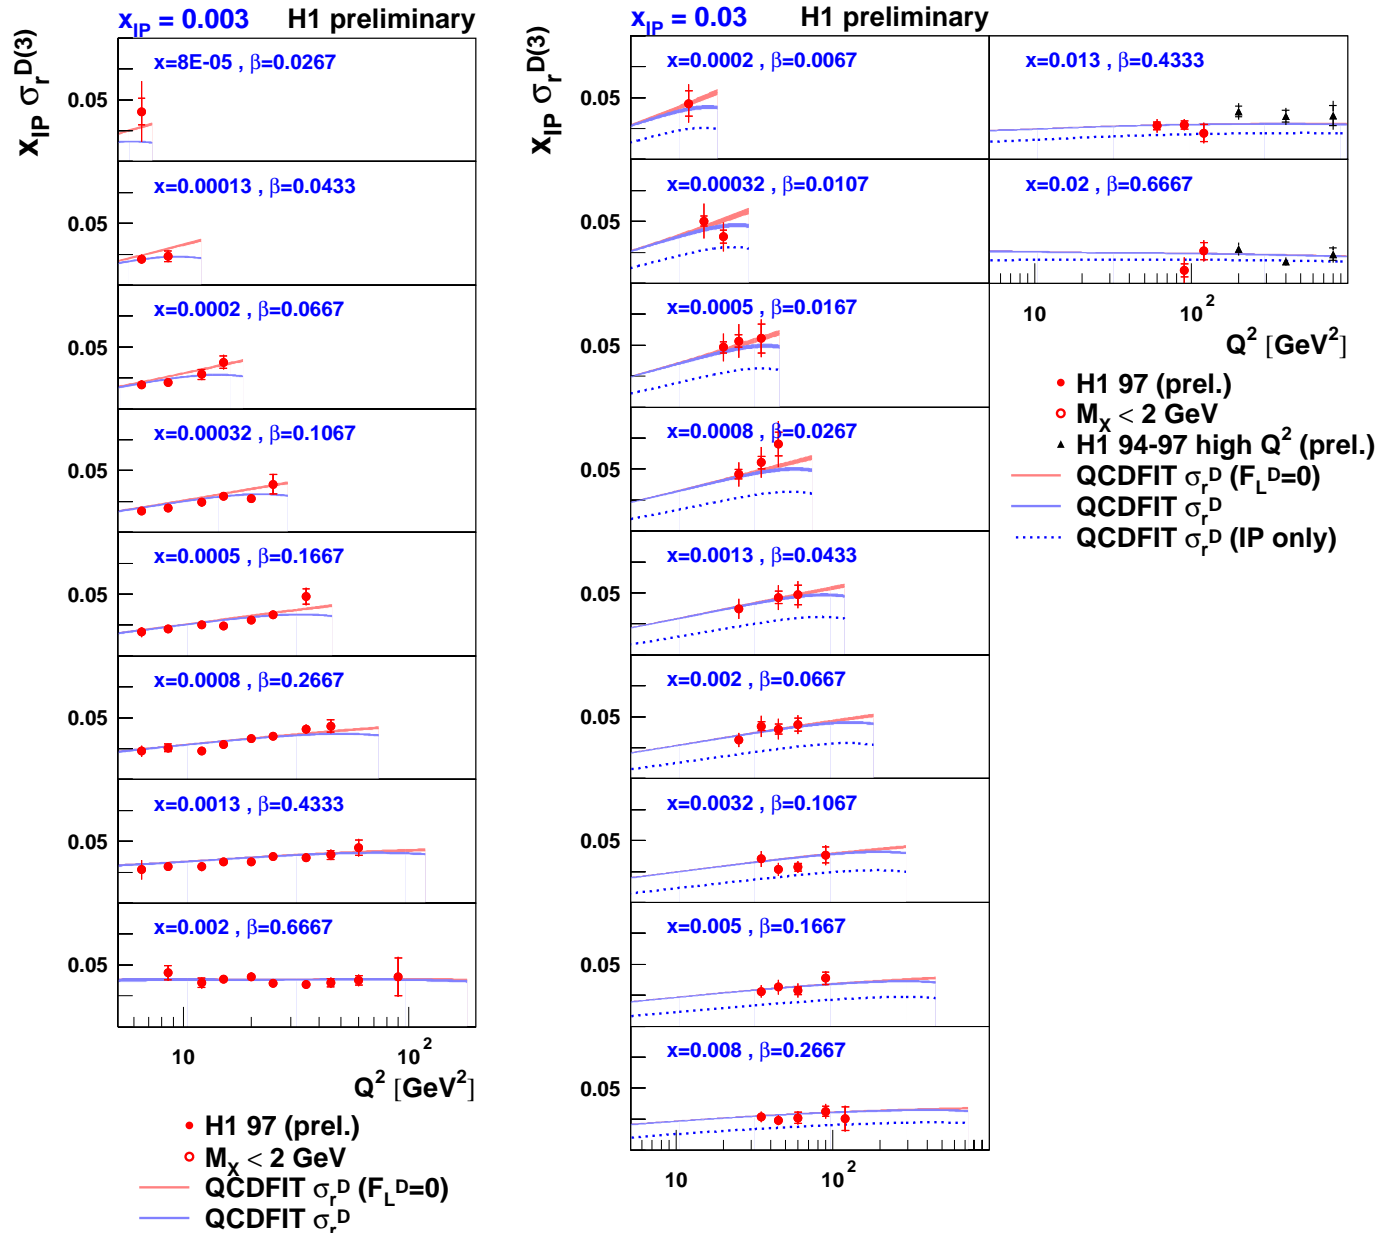 x_IP = 0.003 H1 preliminary
x_IP σ_r^D(3)
x=8E-05 , β=0.0267
0.05
x=0.00013 , β=0.0433
0.05
x=0.0002 , β=0.0667
0.05
x=0.00032 , β=0.1067
0.05
x=0.0005 , β=0.1667
0.05
x=0.0008 , β=0.2667
0.05
x=0.0013 , β=0.4333
0.05
x=0.002 , β=0.6667
0.05
10 10^2
Q^2 [GeV^2]
H1 97 (prel.)
M_X < 2 GeV
QCDFIT σ_r^D (F_L^D=0)
QCDFIT σ_r^D
x_IP = 0.03 H1 preliminary
x_IP σ_r^D(3)
x=0.0002 , β=0.0067
0.05
x=0.00032 , β=0.0107
0.05
x=0.0005 , β=0.0167
0.05
x=0.0008 , β=0.0267
0.05
x=0.0013 , β=0.0433
0.05
x=0.002 , β=0.0667
0.05
x=0.0032 , β=0.1067
0.05
x=0.005 , β=0.1667
0.05
x=0.008 , β=0.2667
0.05
10 10^2
x=0.013 , β=0.4333
x=0.02 , β=0.6667
10 10^2
Q^2 [GeV^2]
H1 97 (prel.)
M_X < 2 GeV
H1 94-97 high Q^2 (prel.)
QCDFIT σ_r^D (F_L^D=0)
QCDFIT σ_r^D
QCDFIT σ_r^D (IP only)